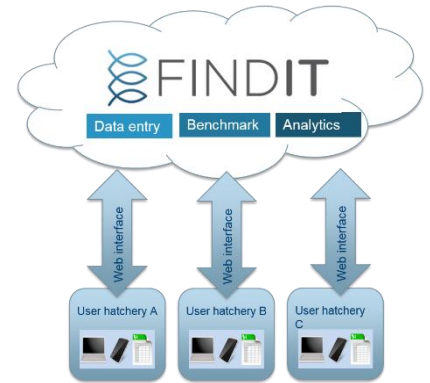 FINDIT
Data entry Benchmark Analytics
Web interface
Web interface
Web interface
User hatchery A
User hatchery B
User hatchery
C